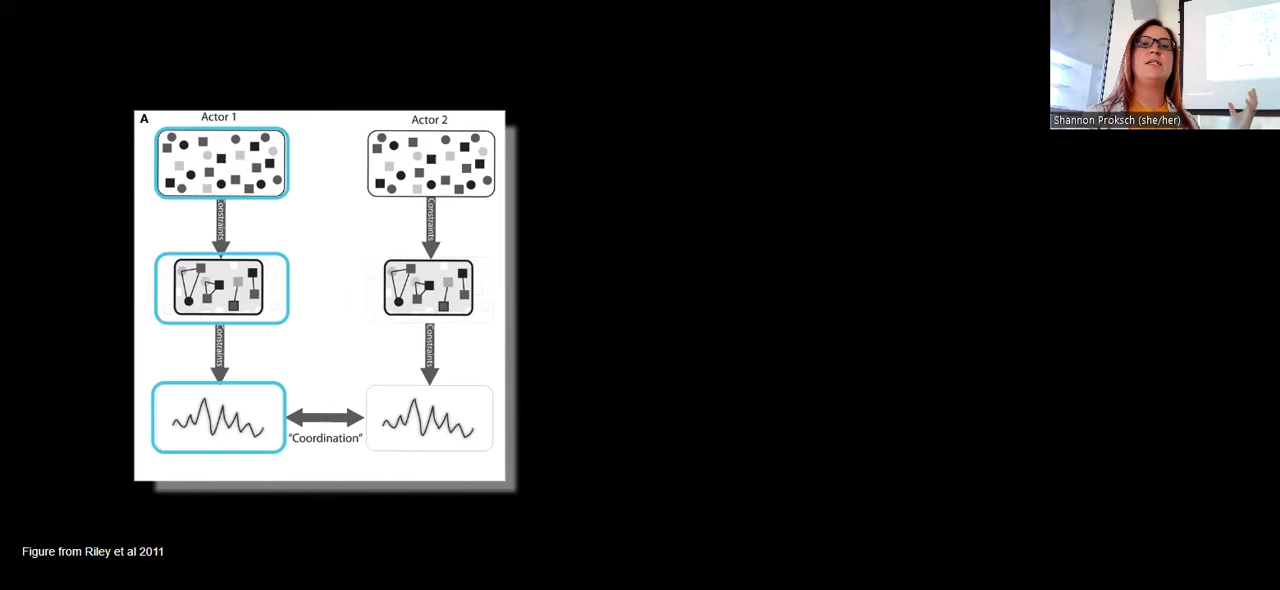 A
Actor 1
Actor 2
Constraints
Constraints
Constraints
Constraints
"Coordination"
Figure from Riley et al 2011
Shannon Proksch (she/her)